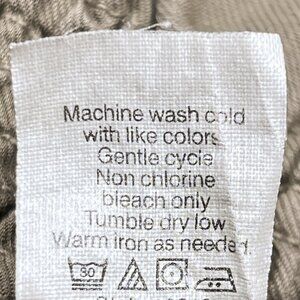 Machine wash cold
with like colors.
Gentle cycle
Non chlorine
bleach only
Tumble dry low
Warm iron as needed.
30